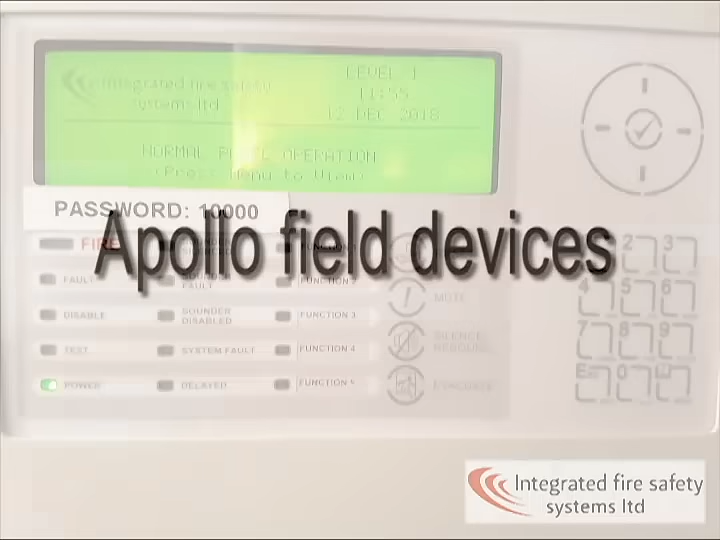 Integrated fire safety
systems ltd
LEVEL 1
11:55
12 DEC 2018
NORMAL OPERATION
(Press Menu to View)
PASSWORD: 10000
Apollo field devices
FIRE
FAULT
SOUNDER
FAULT
FUNCTION 2
MUTE
DISABLE
SOUNDER
DISABLED
FUNCTION 3
SILENCE
TEST
SYSTEM FAULT
FUNCTION 4
POWER
DELAYED
FUNCTION 5
EVACUATE
2 3
4 5 6
7 8 9
0
Integrated fire safety
systems ltd